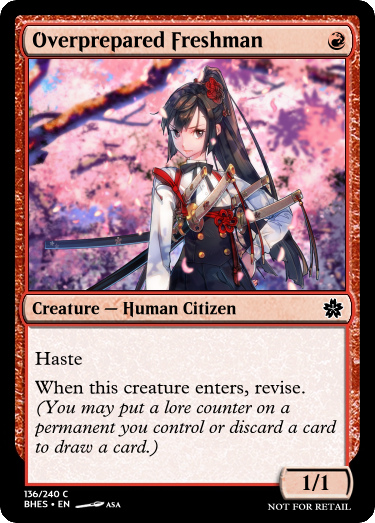 Overprepared Freshman
Creature — Human Citizen
Haste
When this creature enters, revise.
(You may put a lore counter on a
permanent you control or discard a card
to draw a card.)
1/1
136/240 C
BHES • EN ASA
NOT FOR RETAIL